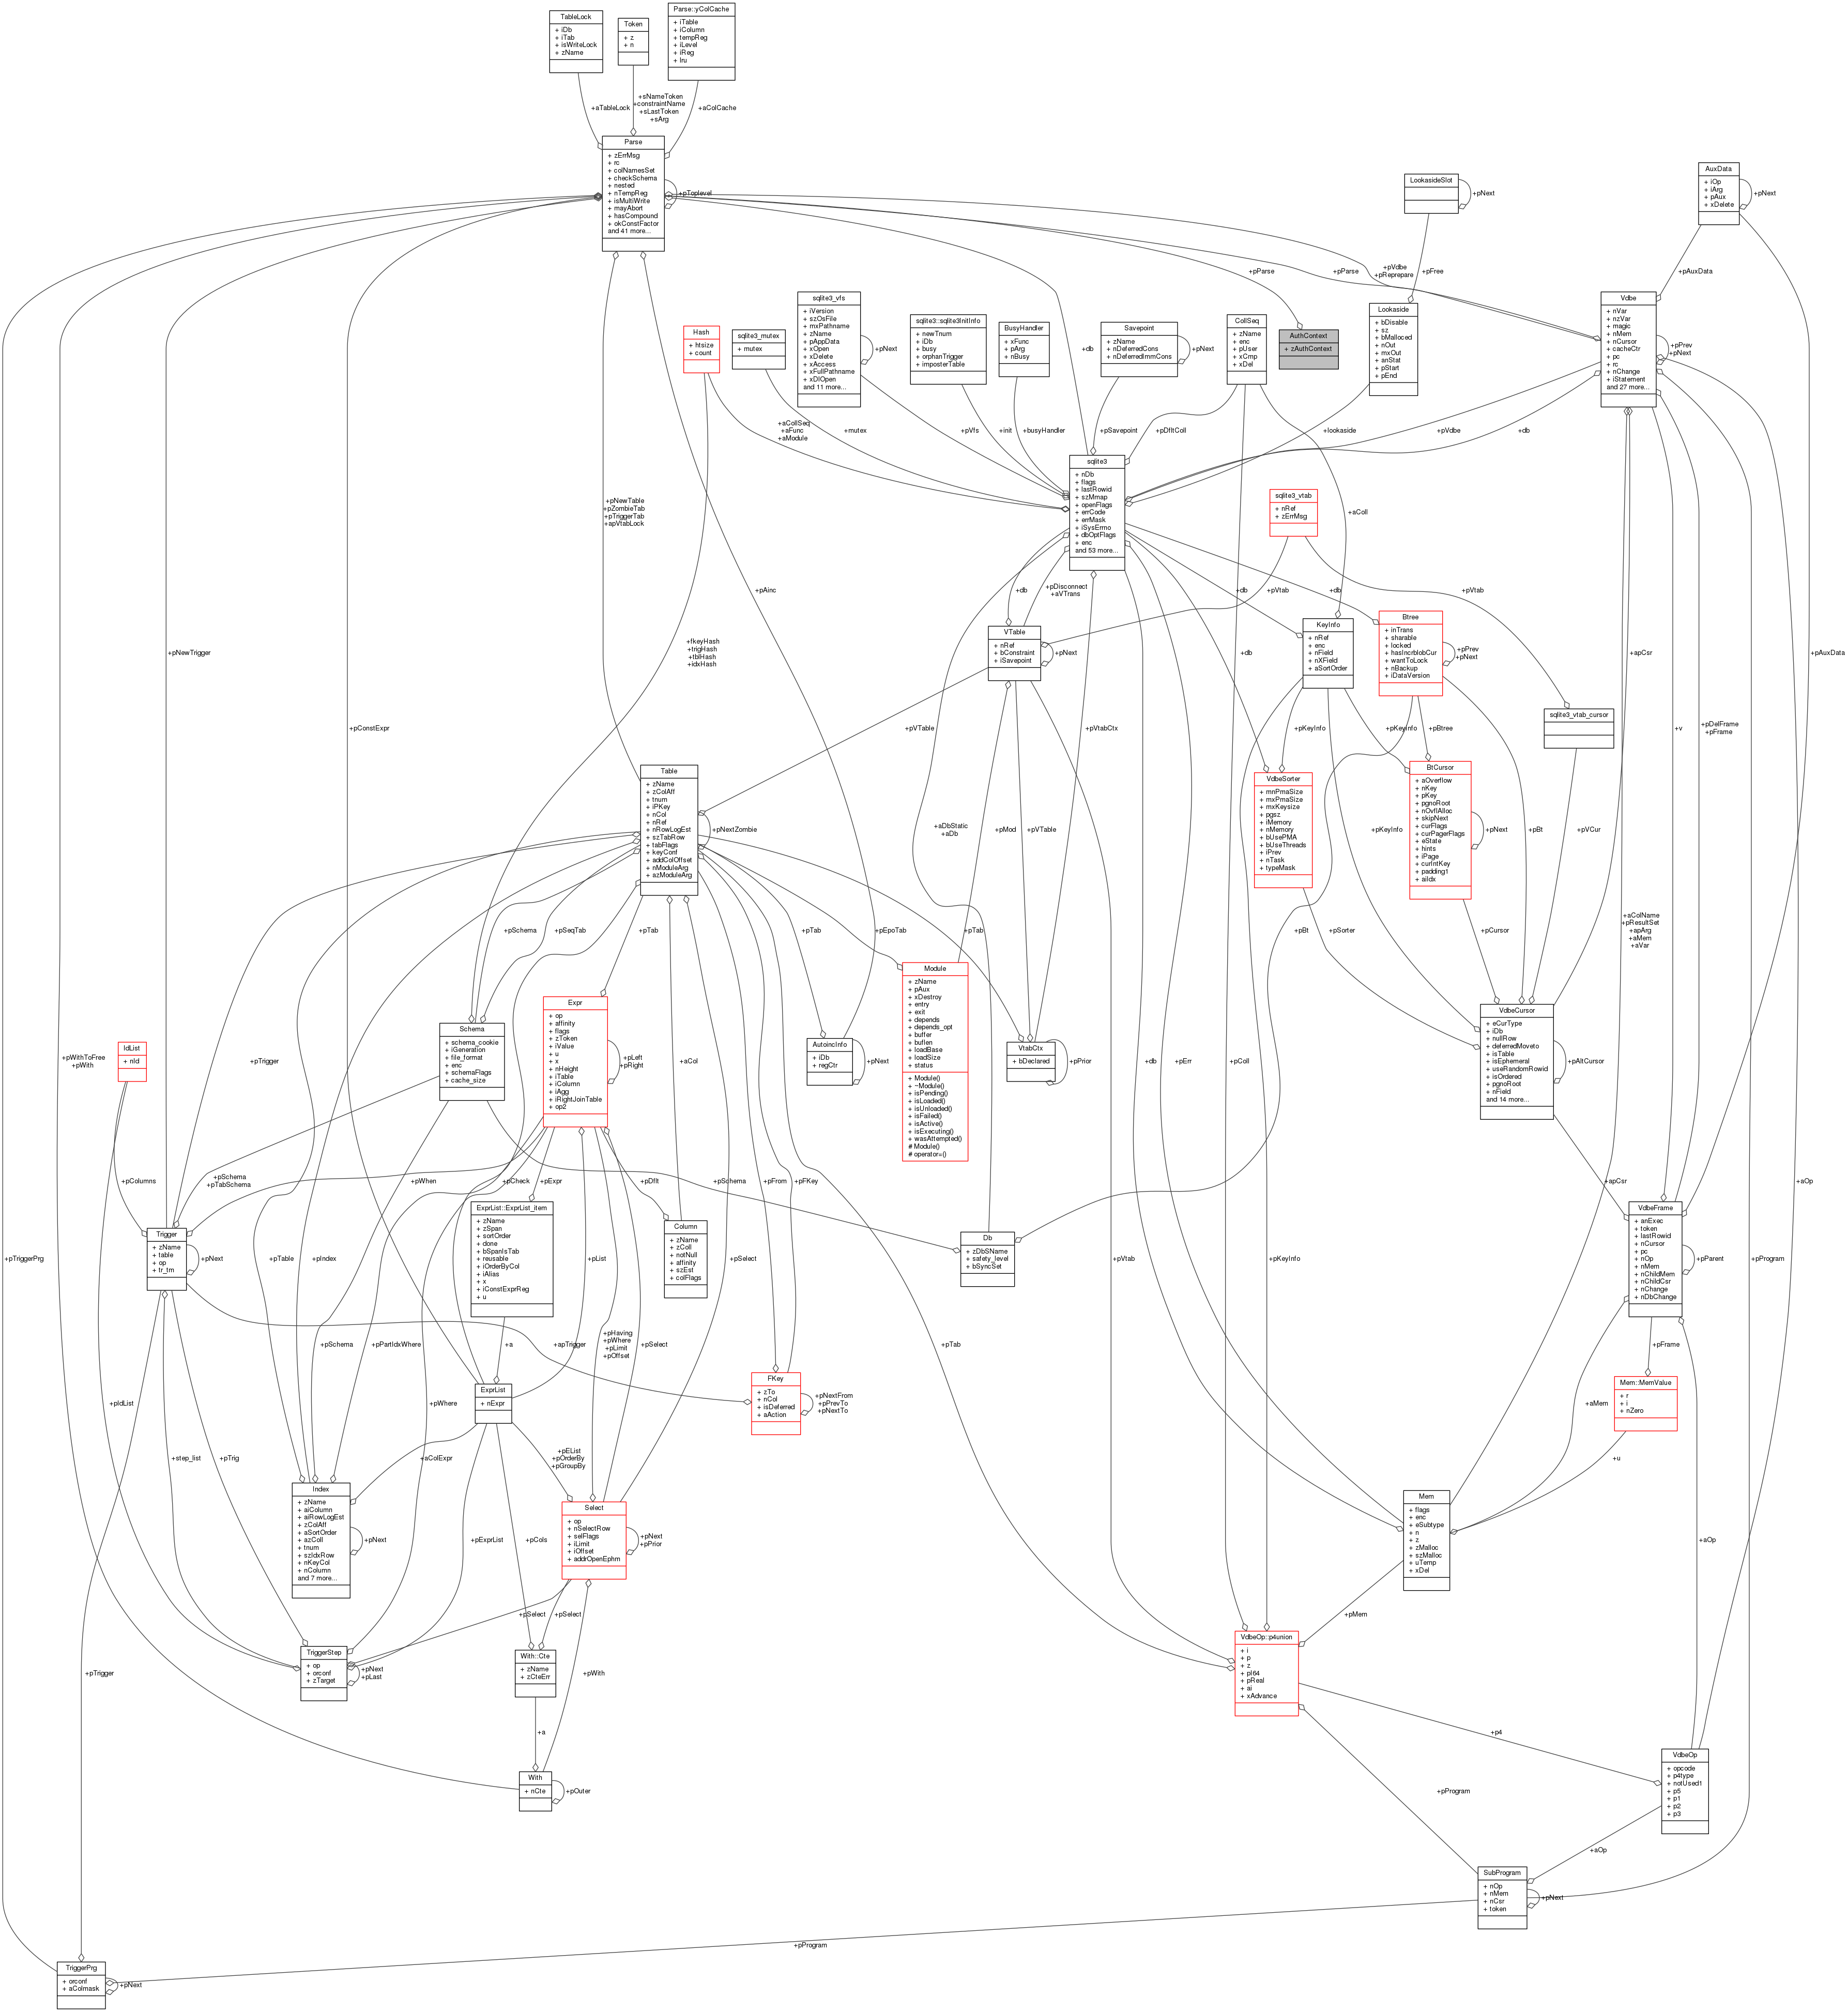 TableLock
+ iDb
+ iTab
+ isWriteLock
+ zName
Token
+ z
+ n
Parse::yColCache
+ iTable
+ iColumn
+ tempReg
+ iLevel
+ iReg
+ lru
+aTableLock
+sNameToken
+constraintName
+sLastToken
+sArg
+aColCache
Parse
+ zErrMsg
+ rc
+ colNamesSet
+ checkSchema
+ nested
+ nTempReg
+ isMultiWrite
+ mayAbort
+ hasCompound
+ okConstFactor
and 41 more...
+pToplevel
LookasideSlot
+pNext
AuxData
+ iOp
+ iArg
+ pAux
+ xDelete
+pNext
+pParse
+pParse
+pVdbe
+pReprepare
+pFree
+pAuxData
Hash
+ htsize
+ count
sqlite3_mutex
+ mutex
sqlite3_vfs
+ iVersion
+ szOsFile
+ mxPathname
+ zName
+ pAppData
+ xOpen
+ xDelete
+ xAccess
+ xFullPathname
+ xDlOpen
and 11 more...
+pNext
sqlite3::sqlite3InitInfo
+ newTnum
+ iDb
+ busy
+ orphanTrigger
+ imposterTable
BusyHandler
+ xFunc
+ pArg
+ nBusy
+db
Savepoint
+ zName
+ nDeferredCons
+ nDeferredImmCons
+pNext
CollSeq
+ zName
+ enc
+ pUser
+ xCmp
+ xDel
AuthContext
+ zAuthContext
Lookaside
+ bDisable
+ sz
+ bMalloced
+ nOut
+ mxOut
+ anStat
+ pStart
+ pEnd
Vdbe
+ nVar
+ nzVar
+ magic
+ nMem
+ nCursor
+ cacheCtr
+ pc
+ rc
+ nChange
+ iStatement
and 27 more...
+pPrev
+pNext
+aCollSeq
+aFunc
+aModule
+mutex
+pVfs
+init
+busyHandler
+pSavepoint
+pDfltColl
+lookaside
+pVdbe
+db
sqlite3
+ nDb
+ flags
+ lastRowid
+ szMmap
+ openFlags
+ errCode
+ errMask
+ iSysErrno
+ dbOptFlags
+ enc
and 53 more...
+pNewTable
+pZombieTab
+pTriggerTab
+apVtabLock
sqlite3_vtab
+ nRef
+ zErrMsg
+aColl
+pAinc
+db
+pDisconnect
+aVTrans
+pVtab
+db
+db
+pVtab
+pNewTrigger
+fkeyHash
+trigHash
+tblHash
+idxHash
VTable
+ nRef
+ bConstraint
+ iSavepoint
+pNext
+db
KeyInfo
+ nRef
+ enc
+ nField
+ nXField
+ aSortOrder
Btree
+ inTrans
+ sharable
+ locked
+ hasIncrblobCur
+ wantToLock
+ nBackup
+ iDataVersion
+pPrev
+pNext
+apCsr
+pAuxData
sqlite3_vtab_cursor
+pConstExpr
+pVTable
+pVtabCtx
+pKeyInfo
+pKeyInfo
+pBtree
+v
+pDelFrame
+pFrame
Table
+ zName
+ zColAff
+ tnum
+ iPKey
+ nCol
+ nRef
+ nRowLogEst
+ szTabRow
+ tabFlags
+ keyConf
+ addColOffset
+ nModuleArg
+ azModuleArg
+pNextZombie
+aDbStatic
+aDb
+pMod
+pVTable
VdbeSorter
+ mnPmaSize
+ mxPmaSize
+ mxKeysize
+ pgsz
+ iMemory
+ nMemory
+ bUsePMA
+ bUseThreads
+ iPrev
+ nTask
+ typeMask
+pKeyInfo
BtCursor
+ aOverflow
+ nKey
+ pKey
+ pgnoRoot
+ nOvflAlloc
+ skipNext
+ curFlags
+ curPagerFlags
+ eState
+ hints
+ iPage
+ curIntKey
+ padding1
+ aiIdx
+pNext
+pBt
+pVCur
+pSchema
+pSeqTab
+pTab
+pTab
+pEpoTab
+pTab
+pBt
+pSorter
+pCursor
+aColName
+pResultSet
+apArg
+aMem
+aVar
Module
+ zName
+ pAux
+ xDestroy
+ entry
+ exit
+ depends
+ depends_opt
+ buffer
+ buflen
+ loadBase
+ loadSize
+ status
+ Module()
+ ~Module()
+ isPending()
+ isLoaded()
+ isUnloaded()
+ isFailed()
+ isActive()
+ isExecuting()
+ wasAttempted()
# Module()
# operator=()
Expr
+ op
+ affinity
+ flags
+ zToken
+ iValue
+ u
+ x
+ nHeight
+ iTable
+ iColumn
+ iAgg
+ iRightJoinTable
+ op2
+pLeft
+pRight
Schema
+ schema_cookie
+ iGeneration
+ file_format
+ enc
+ schemaFlags
+ cache_size
AutoincInfo
+ iDb
+ regCtr
+pNext
VtabCtx
+ bDeclared
+pPrior
VdbeCursor
+ eCurType
+ iDb
+ nullRow
+ deferredMoveto
+ isTable
+ isEphemeral
+ useRandomRowid
+ isOrdered
+ pgnoRoot
+ nField
and 14 more...
+pAltCursor
IdList
+ nId
+pWithToFree
+pWith
+pTrigger
+aCol
+db
+pErr
+pColl
+pProgram
+aOp
+pColumns
+pSchema
+pTabSchema
+pWhen
+pCheck
+pExpr
+pDflt
+pSchema
+pFrom
+pFKey
+apCsr
ExprList::ExprList_item
+ zName
+ zSpan
+ sortOrder
+ done
+ bSpanIsTab
+ reusable
+ iOrderByCol
+ iAlias
+ x
+ iConstExprReg
+ u
Column
+ zName
+ zColl
+ notNull
+ affinity
+ szEst
+ colFlags
Trigger
+ zName
+ table
+ op
+ tr_tm
+pNext
Db
+ zDbSName
+ safety_level
+ bSyncSet
VdbeFrame
+ anExec
+ token
+ lastRowid
+ nCursor
+ pc
+ nOp
+ nMem
+ nChildMem
+ nChildCsr
+ nChange
+ nDbChange
+pParent
+pTriggerPrg
+pTable
+pIndex
+pList
+pSelect
+pVtab
+pKeyInfo
+pSchema
+pPartIdxWhere
+a
+pHaving
+pWhere
+pLimit
+pOffset
+pSelect
+apTrigger
+pTab
+pFrame
FKey
+ zTo
+ nCol
+ isDeferred
+ aAction
+pNextFrom
+pPrevTo
+pNextTo
Mem::MemValue
+ r
+ i
+ nZero
ExprList
+ nExpr
+pIdList
+pWhere
+aMem
+step_list
+pTrig
+aColExpr
+pEList
+pOrderBy
+pGroupBy
+u
Index
+ zName
+ aiColumn
+ aiRowLogEst
+ zColAff
+ aSortOrder
+ azColl
+ tnum
+ szIdxRow
+ nKeyCol
+ nColumn
and 7 more...
+pNext
+pExprList
+pCols
Select
+ op
+ nSelectRow
+ selFlags
+ iLimit
+ iOffset
+ addrOpenEphm
+pNext
+pPrior
Mem
+ flags
+ enc
+ eSubtype
+ n
+ z
+ zMalloc
+ szMalloc
+ uTemp
+ xDel
+aOp
+pSelect
+pSelect
+pMem
TriggerStep
+ op
+ orconf
+ zTarget
+pNext
+pLast
With::Cte
+ zName
+ zCteErr
+pWith
VdbeOp::p4union
+ i
+ p
+ z
+ pI64
+ pReal
+ ai
+ xAdvance
+pTrigger
+a
+p4
With
+ nCte
+pOuter
VdbeOp
+ opcode
+ p4type
+ notUsed1
+ p5
+ p1
+ p2
+ p3
+pProgram
+aOp
SubProgram
+ nOp
+ nMem
+ nCsr
+ token
+pNext
+pProgram
TriggerPrg
+ orconf
+ aColmask
+pNext